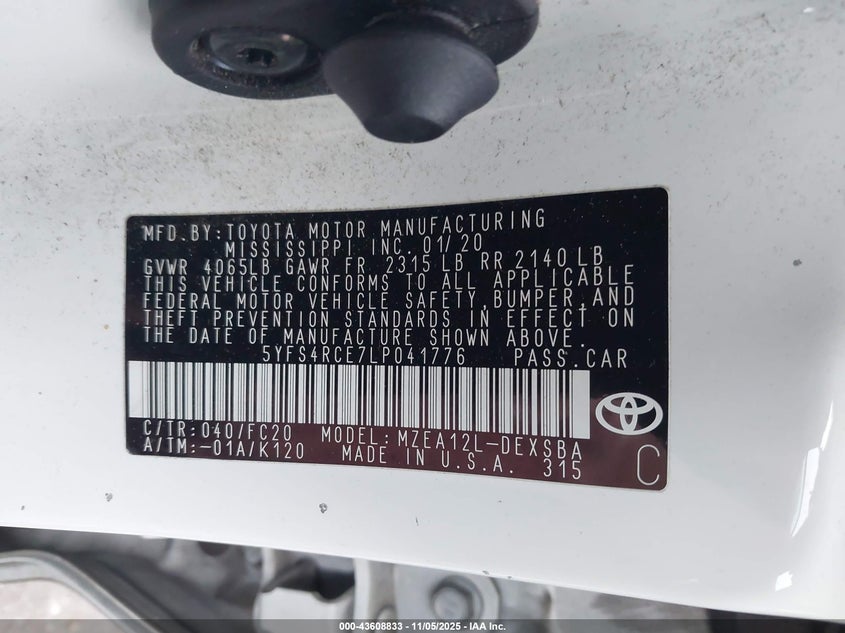 MFD. BY: TOYOTA MOTOR MANUFACTURING
MISSISSIPPI INC. 01/20
GVWR 4065LB GAWR FR 2315 LB RR 2140 LB
THIS VEHICLE CONFORMS TO ALL APPLICABLE
FEDERAL MOTOR VEHICLE SAFETY, BUMPER, AND
THEFT PREVENTION STANDARDS IN EFFECT ON
THE DATE OF MANUFACTURE SHOWN ABOVE.
5YFS4RCE7LP041776 PASS. CAR
C/TR: 040/FC20 MODEL: MZEA12L-DEXSBA
A/TM: -01A/K120 MADE IN U.S.A. 315 C
000-43608833 - 11/05/2025 - IAA Inc.